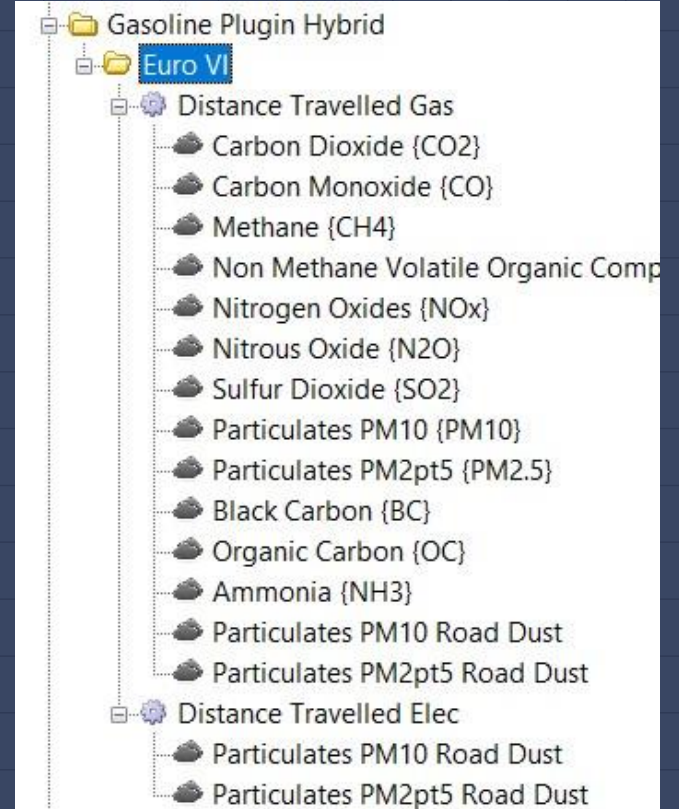 Gasoline Plugin Hybrid
Euro VI
Distance Travelled Gas
Carbon Dioxide {CO2}
Carbon Monoxide {CO}
Methane {CH4}
Non Methane Volatile Organic Comp
Nitrogen Oxides {NOx}
Nitrous Oxide {N2O}
Sulfur Dioxide {SO2}
Particulates PM10 {PM10}
Particulates PM2pt5 {PM2.5}
Black Carbon {BC}
Organic Carbon {OC}
Ammonia {NH3}
Particulates PM10 Road Dust
Particulates PM2pt5 Road Dust
Distance Travelled Elec
Particulates PM10 Road Dust
Particulates PM2pt5 Road Dust